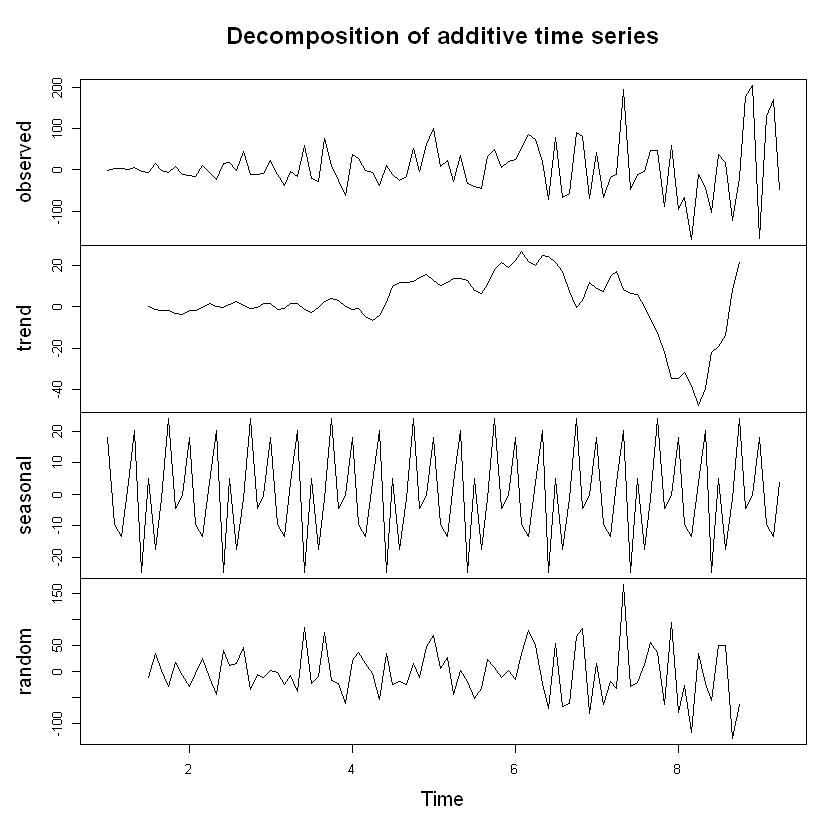 Decomposition of additive time series
observed
-100 0 100 200
trend
-40 -20 0 20
seasonal
-20 -10 0 10 20
random
-100 0 50 150
2 4 6 8
Time